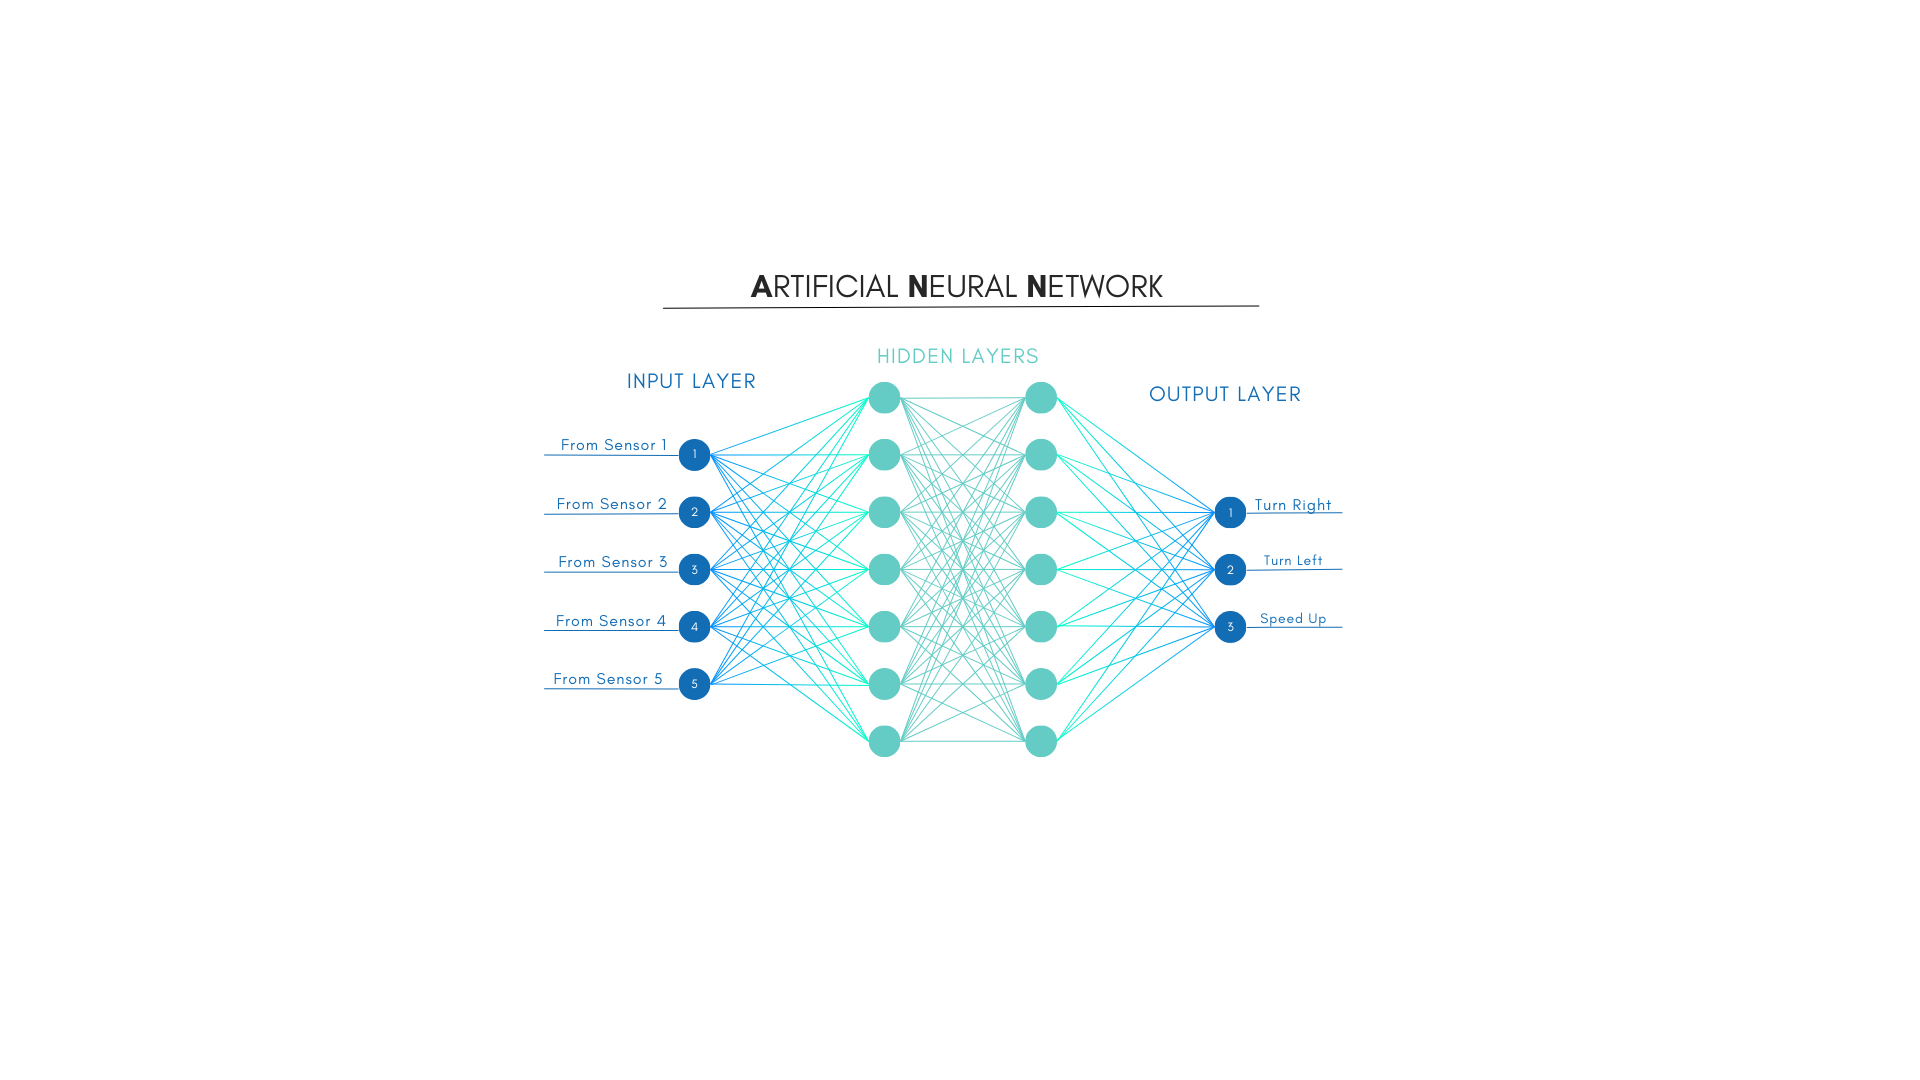 ARTIFICIAL NEURAL NETWORK
HIDDEN LAYERS
INPUT LAYER
OUTPUT LAYER
From Sensor 1
1
From Sensor 2
2
From Sensor 3
3
From Sensor 4
4
From Sensor 5
5
1
Turn Right
2
Turn Left
3
Speed Up